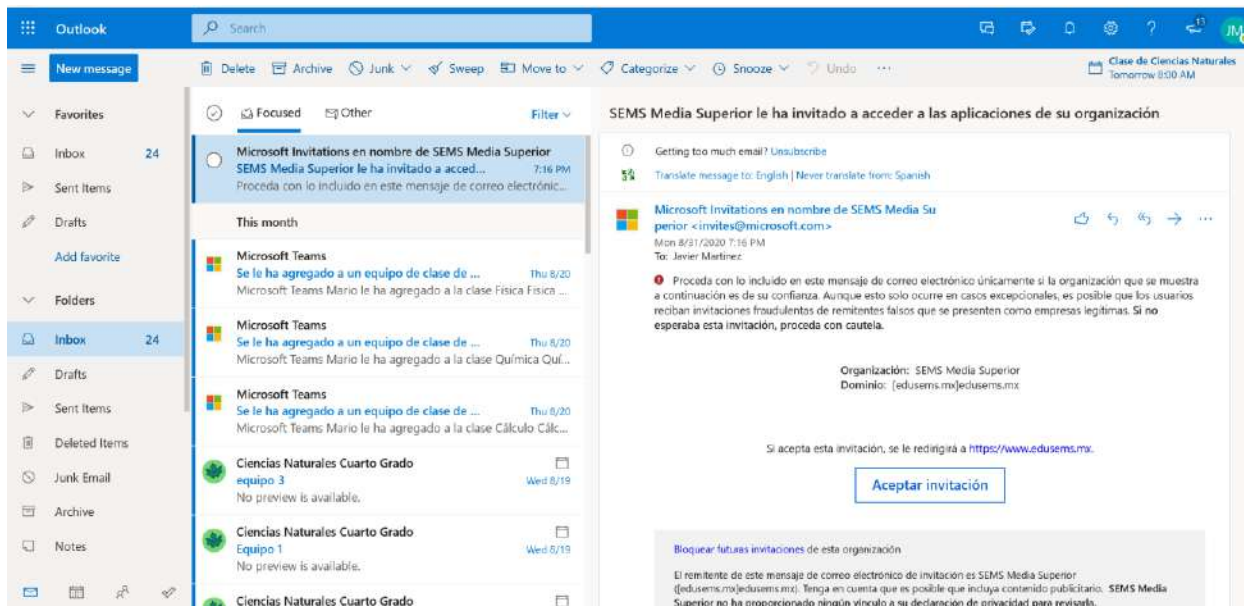 Outlook
Search
13
JM
New message
Delete
Archive
Junk
Sweep
Move to
Categorize
Snooze
Undo
Clase de Ciencias Naturales
Tomorrow 8:00 AM
Favorites
Inbox 24
Sent Items
Drafts
Add favorite
Folders
Inbox 24
Drafts
Sent Items
Deleted Items
Junk Email
Archive
Notes
Focused
Other
Filter
Microsoft Invitations en nombre de SEMS Media Superior
SEMS Media Superior le ha invitado a acced... 7:16 PM
Proceda con lo incluido en este mensaje de correo electrónic...
This month
Microsoft Teams
Se le ha agregado a un equipo de clase de ... Thu 8/20
Microsoft Teams Mario le ha agregado a la clase Física Física ...
Microsoft Teams
Se le ha agregado a un equipo de clase de ... Thu 8/20
Microsoft Teams Mario le ha agregado a la clase Química Quí...
Microsoft Teams
Se le ha agregado a un equipo de clase de ... Thu 8/20
Microsoft Teams Mario le ha agregado a la clase Cálculo Cálc...
Ciencias Naturales Cuarto Grado
equipo 3 Wed 8/19
No preview is available.
Ciencias Naturales Cuarto Grado
Equipo 1 Wed 8/19
No preview is available.
Ciencias Naturales Cuarto Grado
SEMS Media Superior le ha invitado a acceder a las aplicaciones de su organización
Getting too much email? Unsubscribe
Translate message to: English | Never translate from: Spanish
Microsoft Invitations en nombre de SEMS Media Su
perior <invites@microsoft.com>
Mon 8/31/2020 7:16 PM
To: Javier Martinez
Proceda con lo incluido en este mensaje de correo electrónico únicamente si la organización que se muestra
a continuación es de su confianza. Aunque esto solo ocurre en casos excepcionales, es posible que los usuarios
reciban invitaciones fraudulentas de remitentes falsos que se presenten como empresas legítimas. Si no
esperaba esta invitación, proceda con cautela.
Organización: SEMS Media Superior
Dominio: [edusems.mx]edusems.mx
Si acepta esta invitación, se le redirigirá a https://www.edusems.mx.
Aceptar invitación
Bloquear futuras invitaciones de esta organización
El remitente de este mensaje de correo electrónico de invitación es SEMS Media Superior
([edusems.mx]edusems.mx). Tenga en cuenta que es posible que incluya contenido publicitario. SEMS Media
Superior no ha proporcionado ningún vínculo a su declaración de privacidad para revisarla.